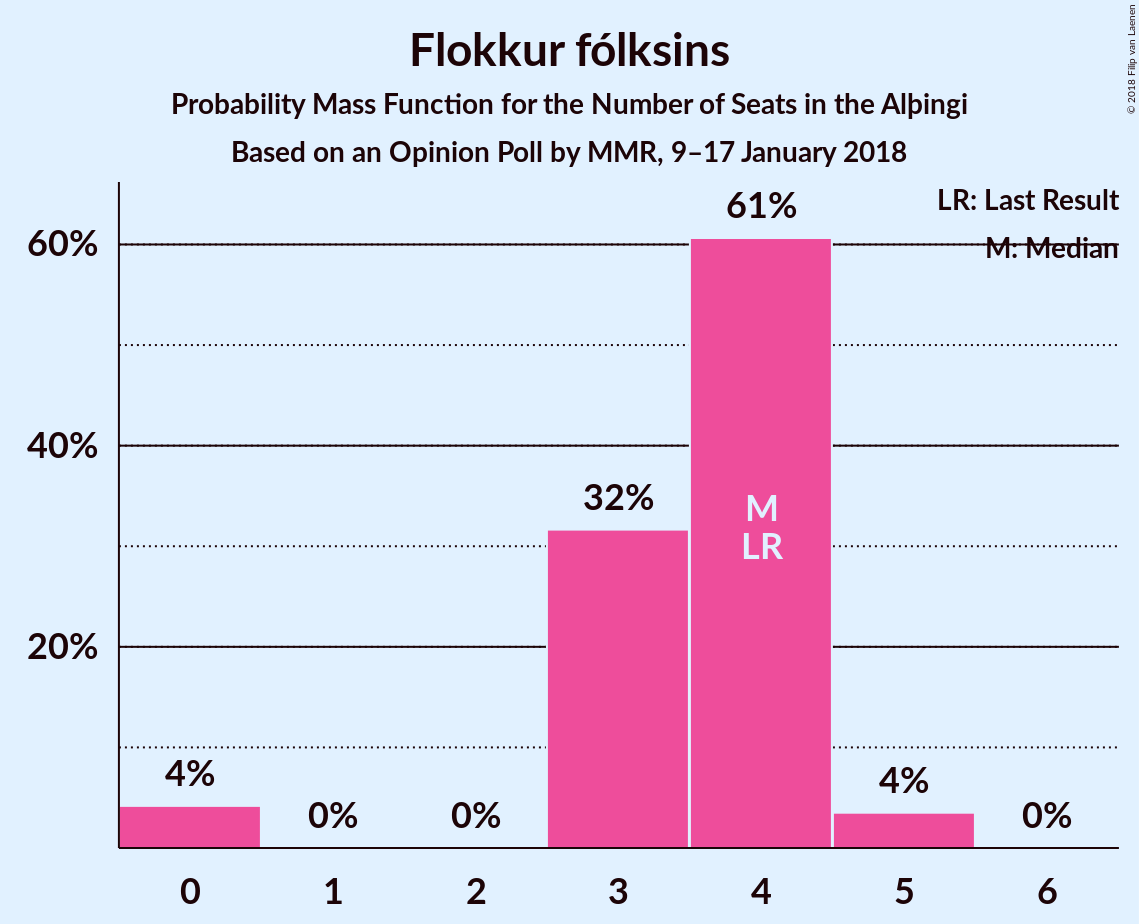 Flokkur fólksins
Probability Mass Function for the Number of Seats in the Alþingi
Based on an Opinion Poll by MMR, 9–17 January 2018
© 2018 Filip van Laenen
LR: Last Result
M: Median
60%
40%
20%
4%
0%
0%
32%
61%
M
LR
4%
0%
0 1 2 3 4 5 6